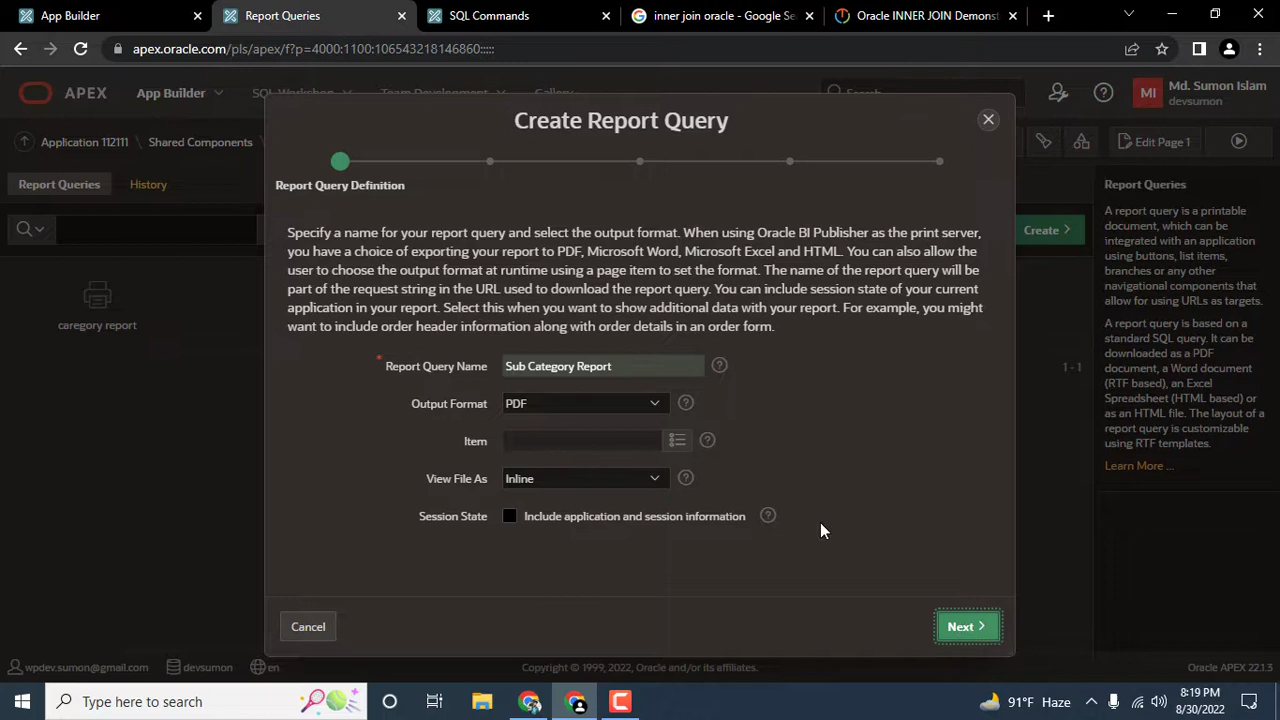 App Builder
Report Queries
SQL Commands
inner join oracle - Google Se
Oracle INNER JOIN Demonst
apex.oracle.com/pls/apex/f?p=4000:1100:106543218146860:::::
APEX
App Builder
SQL Workshop
Team Development
Gallery
Search
MI
Md. Sumon Islam
devsumon
Application 112111
Shared Components
Edit Page 1
Report Queries
History
Create
caregory report
1 - 1
Create Report Query
Report Query Definition
Specify a name for your report query and select the output format. When using Oracle BI Publisher as the print server,
you have a choice of exporting your report to PDF, Microsoft Word, Microsoft Excel and HTML. You can also allow the
user to choose the output format at runtime using a page item to set the format. The name of the report query will be
part of the request string in the URL used to download the report query. You can include session state of your current
application in your report. Select this when you want to show additional data with your report. For example, you might
want to include order header information along with order details in an order form.
* Report Query Name
Sub Category Report
Output Format
PDF
Item
View File As
Inline
Session State
Include application and session information
Cancel
Next
Report Queries
A report query is a printable
document, which can be
integrated with an application
using buttons, list items,
branches or any other
navigational components that
allow for using URLs as targets.
A report query is based on a
standard SQL query. It can be
downloaded as a PDF
document, a Word document
(RTF based), an Excel
Spreadsheet (HTML based) or
as an HTML file. The layout of a
report query is customizable
using RTF templates.
Learn More ...
wpdev.sumon@gmail.com
devsumon
en
Copyright © 1999, 2022, Oracle and/or its affiliates.
Oracle APEX 22.1.3
Type here to search
91°F Haze
8:19 PM
8/30/2022